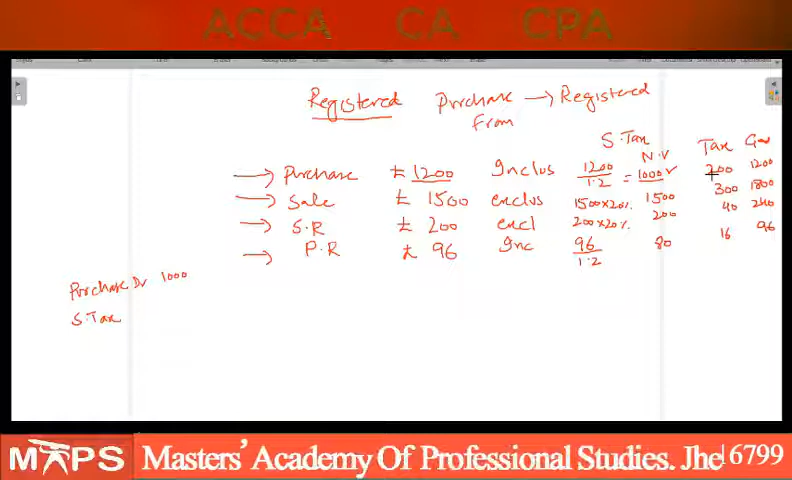 ACCA CA CPA
Registered Purchase → Registered
From
S.Tax
N.V Tax
→ Purchase £ 1200 Inclus 1200/1.2 = 1000 ✓ 200 1200
→ Sale £ 1500 exclus 1500×20% 1500 300 1800
→ S.R £ 200 excl 200×20% 200 40 240
→ P.R £ 96 Inc 96/1.2 80 16 96
Purchase Dr 1000
S.Tax
MAPS Masters' Academy Of Professional Studies. Jhe 16799